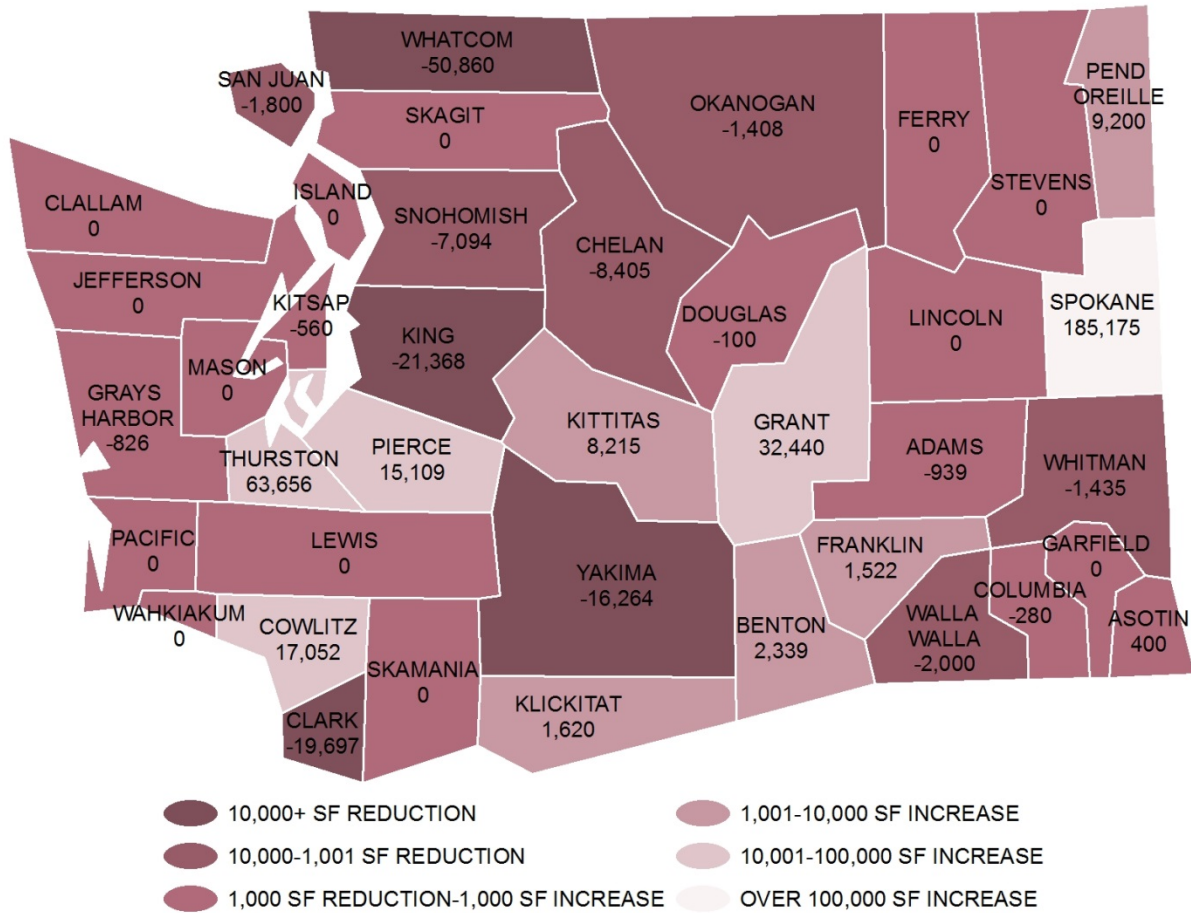 WHATCOM
-50,860
SAN JUAN
-1,800
SKAGIT
0
OKANOGAN
-1,408
FERRY
0
PEND
OREILLE
9,200
STEVENS
0
CLALLAM
0
ISLAND
0
SNOHOMISH
-7,094
CHELAN
-8,405
JEFFERSON
0
KITSAP
-560
DOUGLAS
-100
LINCOLN
0
SPOKANE
185,175
KING
-21,368
MASON
0
GRAYS
HARBOR
-826
KITTITAS
8,215
GRANT
32,440
PIERCE
15,109
THURSTON
63,656
ADAMS
-939
WHITMAN
-1,435
PACIFIC
0
LEWIS
0
YAKIMA
-16,264
FRANKLIN
1,522
GARFIELD
0
COLUMBIA
-280
WAHKIAKUM
0
COWLITZ
17,052
BENTON
2,339
WALLA
WALLA
-2,000
ASOTIN
400
SKAMANIA
0
KLICKITAT
1,620
CLARK
-19,697
10,000+ SF REDUCTION
10,000-1,001 SF REDUCTION
1,000 SF REDUCTION-1,000 SF INCREASE
1,001-10,000 SF INCREASE
10,001-100,000 SF INCREASE
OVER 100,000 SF INCREASE